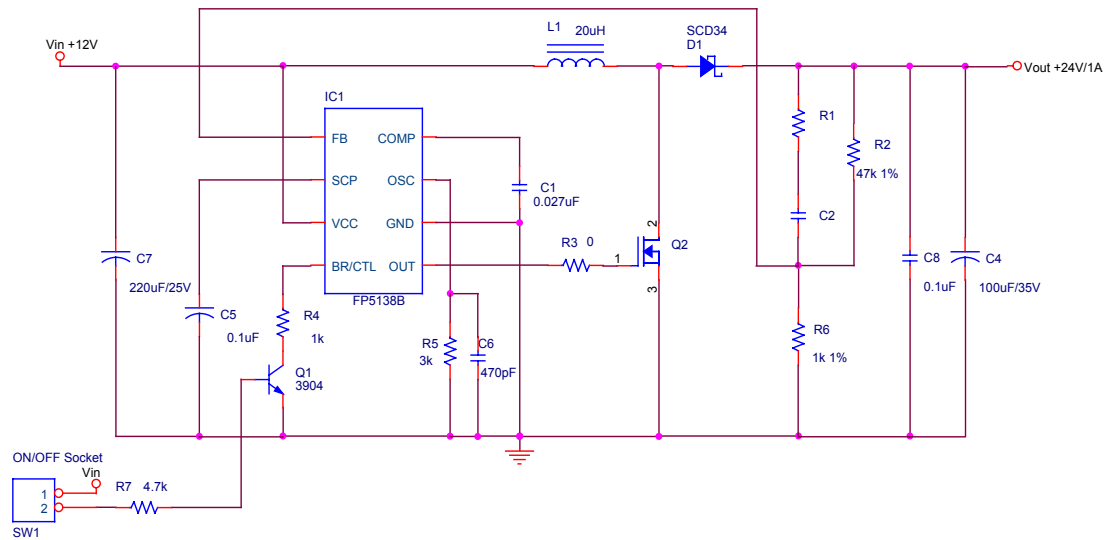 L1 20uH
SCD34
D1
Vin +12V
Vout +24V/1A
IC1
FB COMP
SCP OSC
VCC GND
BR/CTL OUT
FP5138B
C1
0.027uF
R1
R2
47k 1%
C2
R3 0
1
2
3
Q2
C7
220uF/25V
C5
0.1uF
R4
1k
R5
3k
C6
470pF
R6
1k 1%
C8
0.1uF
C4
100uF/35V
Q1
3904
ON/OFF Socket
Vin
1
2
R7 4.7k
SW1